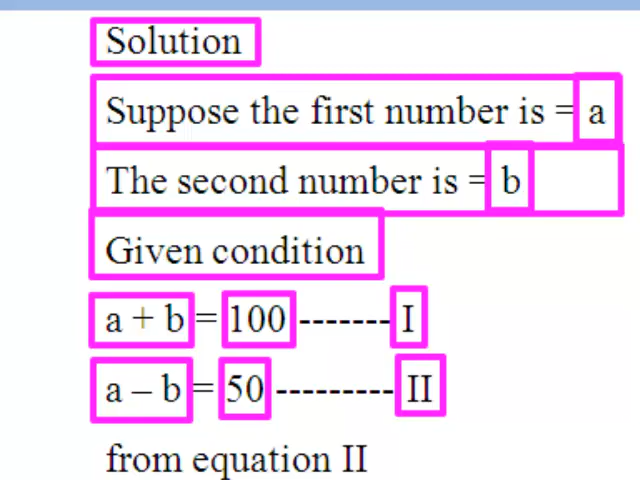 Solution
Suppose the first number is = a
The second number is = b
Given condition
a + b = 100 ------- I
a – b = 50 --------- II
from equation II